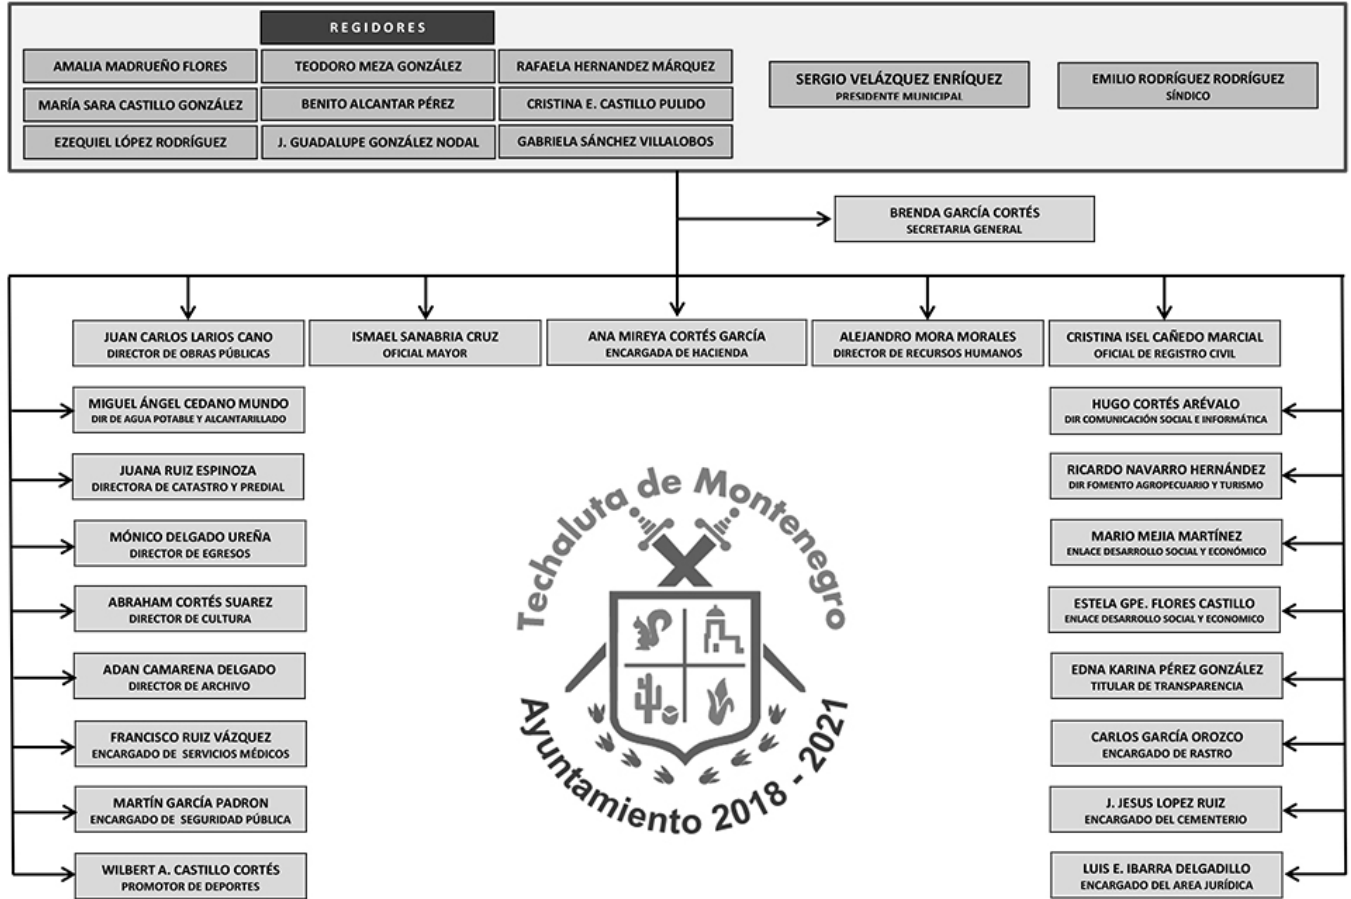 REGIDORES
AMALIA MADRUEÑO FLORES
TEODORO MEZA GONZÁLEZ
RAFAELA HERNANDEZ MÁRQUEZ
MARÍA SARA CASTILLO GONZÁLEZ
BENITO ALCANTAR PÉREZ
CRISTINA E. CASTILLO PULIDO
EZEQUIEL LÓPEZ RODRÍGUEZ
J. GUADALUPE GONZÁLEZ NODAL
GABRIELA SÁNCHEZ VILLALOBOS
SERGIO VELÁZQUEZ ENRÍQUEZ
PRESIDENTE MUNICIPAL
EMILIO RODRÍGUEZ RODRÍGUEZ
SÍNDICO
BRENDA GARCÍA CORTÉS
SECRETARIA GENERAL
JUAN CARLOS LARIOS CANO
DIRECTOR DE OBRAS PÚBLICAS
ISMAEL SANABRIA CRUZ
OFICIAL MAYOR
ANA MIREYA CORTÉS GARCÍA
ENCARGADA DE HACIENDA
ALEJANDRO MORA MORALES
DIRECTOR DE RECURSOS HUMANOS
CRISTINA ISEL CAÑEDO MARCIAL
OFICIAL DE REGISTRO CIVIL
MIGUEL ÁNGEL CEDANO MUNDO
DIR DE AGUA POTABLE Y ALCANTARILLADO
JUANA RUIZ ESPINOZA
DIRECTORA DE CATASTRO Y PREDIAL
MÓNICO DELGADO UREÑA
DIRECTOR DE EGRESOS
ABRAHAM CORTÉS SUAREZ
DIRECTOR DE CULTURA
ADAN CAMARENA DELGADO
DIRECTOR DE ARCHIVO
FRANCISCO RUIZ VÁZQUEZ
ENCARGADO DE SERVICIOS MÉDICOS
MARTÍN GARCÍA PADRON
ENCARGADO DE SEGURIDAD PÚBLICA
WILBERT A. CASTILLO CORTÉS
PROMOTOR DE DEPORTES
Techaluta de Montenegro
Ayuntamiento 2018 - 2021
HUGO CORTÉS ARÉVALO
DIR COMUNICACIÓN SOCIAL E INFORMÁTICA
RICARDO NAVARRO HERNÁNDEZ
DIR FOMENTO AGROPECUARIO Y TURISMO
MARIO MEJIA MARTÍNEZ
ENLACE DESARROLLO SOCIAL Y ECONÓMICO
ESTELA GPE. FLORES CASTILLO
ENLACE DESARROLLO SOCIAL Y ECONOMICO
EDNA KARINA PÉREZ GONZÁLEZ
TITULAR DE TRANSPARENCIA
CARLOS GARCÍA OROZCO
ENCARGADO DE RASTRO
J. JESUS LOPEZ RUIZ
ENCARGADO DEL CEMENTERIO
LUIS E. IBARRA DELGADILLO
ENCARGADO DEL AREA JURÍDICA